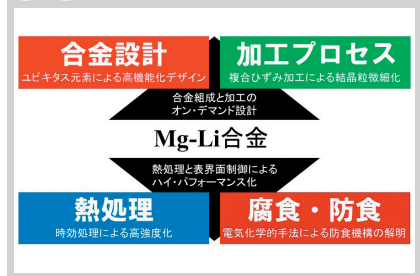 合金設計
ユビキタス元素による高機能化デザイン
加工プロセス
複合ひずみ加工による結晶粒微細化
合金組成と加工の
オン・デマンド設計
Mg-Li合金
熱処理と表界面制御による
ハイ・パフォーマンス化
熱処理
時効処理による高強度化
腐食・防食
電気化学的手法による防食機構の解明